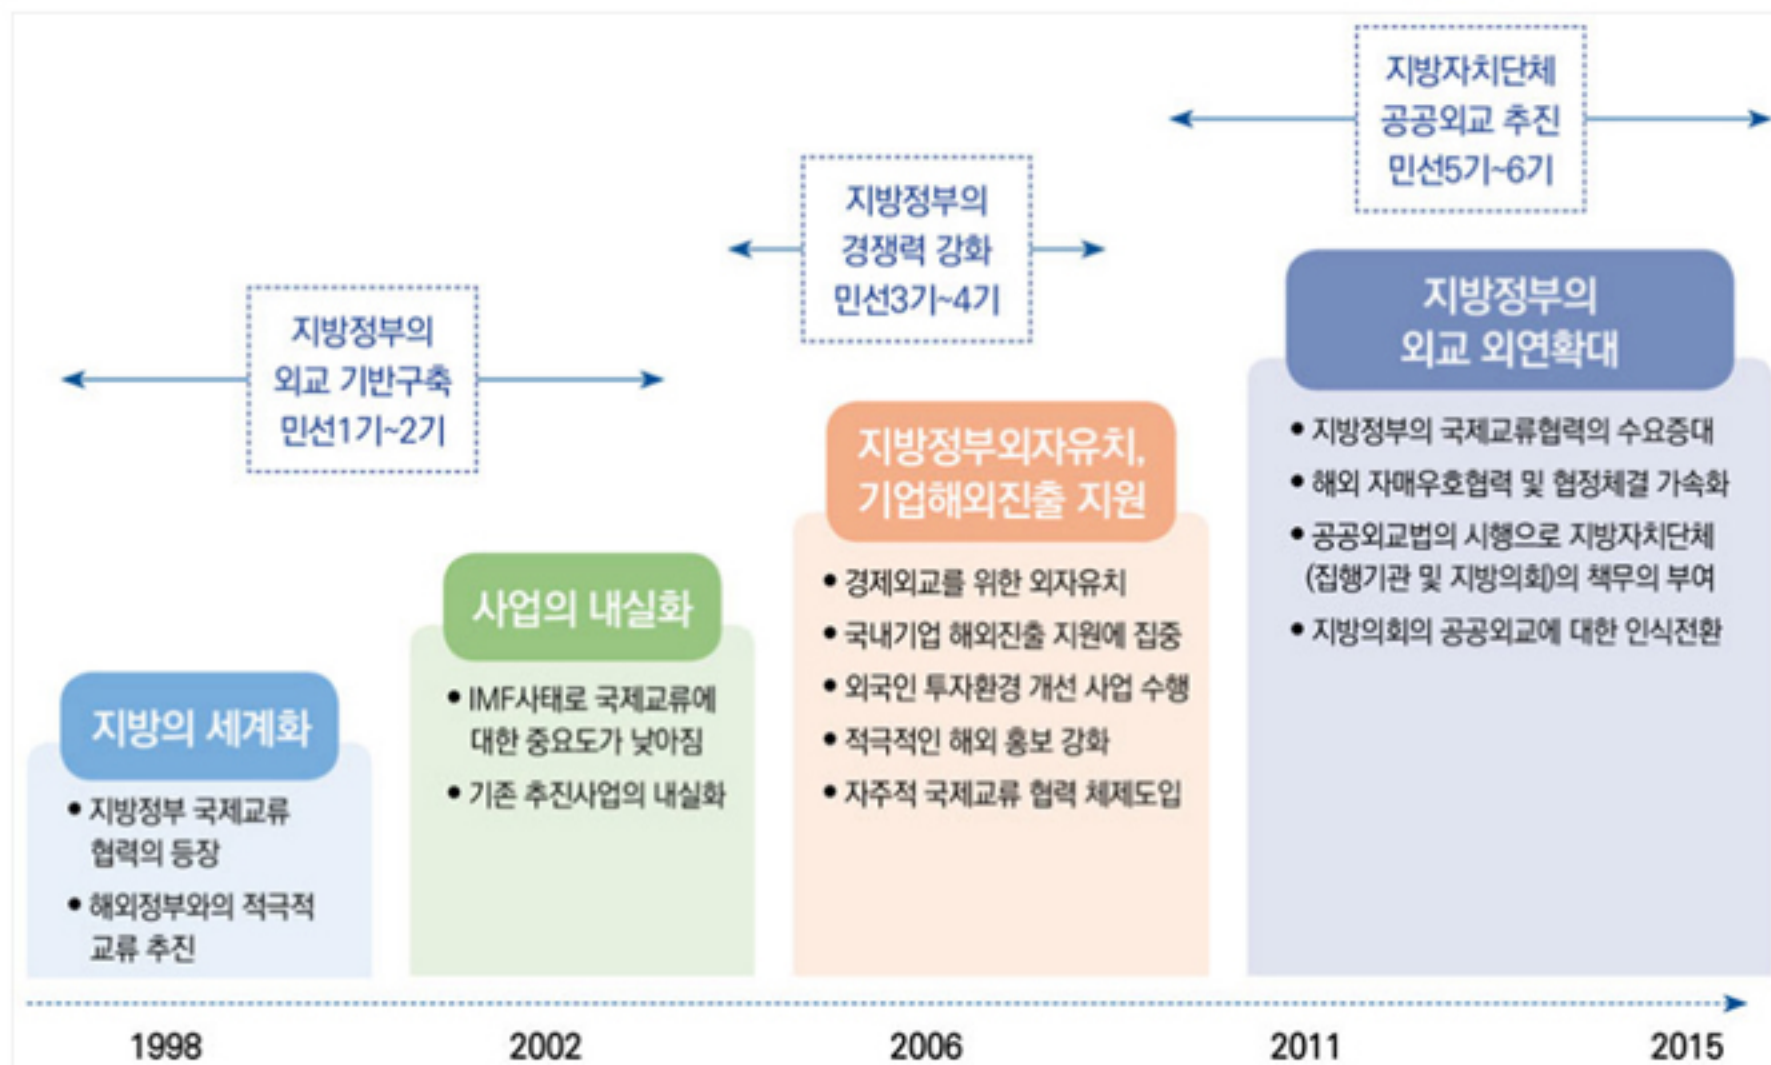 지방정부의
외교 기반구축
민선1기~2기
지방정부의
경쟁력 강화
민선3기~4기
지방자치단체
공공외교 추진
민선5기~6기
지방의 세계화
• 지방정부 국제교류
협력의 등장
• 해외정부와의 적극적
교류 추진
사업의 내실화
• IMF사태로 국제교류에
대한 중요도가 낮아짐
• 기존 추진사업의 내실화
지방정부외자유치,
기업해외진출 지원
• 경제외교를 위한 외자유치
• 국내기업 해외진출 지원에 집중
• 외국인 투자환경 개선 사업 수행
• 적극적인 해외 홍보 강화
• 자주적 국제교류 협력 체제도입
지방정부의
외교 외연확대
• 지방정부의 국제교류협력의 수요증대
• 해외 자매우호협력 및 협정체결 가속화
• 공공외교법의 시행으로 지방자치단체
(집행기관 및 지방의회)의 책무의 부여
• 지방의회의 공공외교에 대한 인식전환
1998
2002
2006
2011
2015